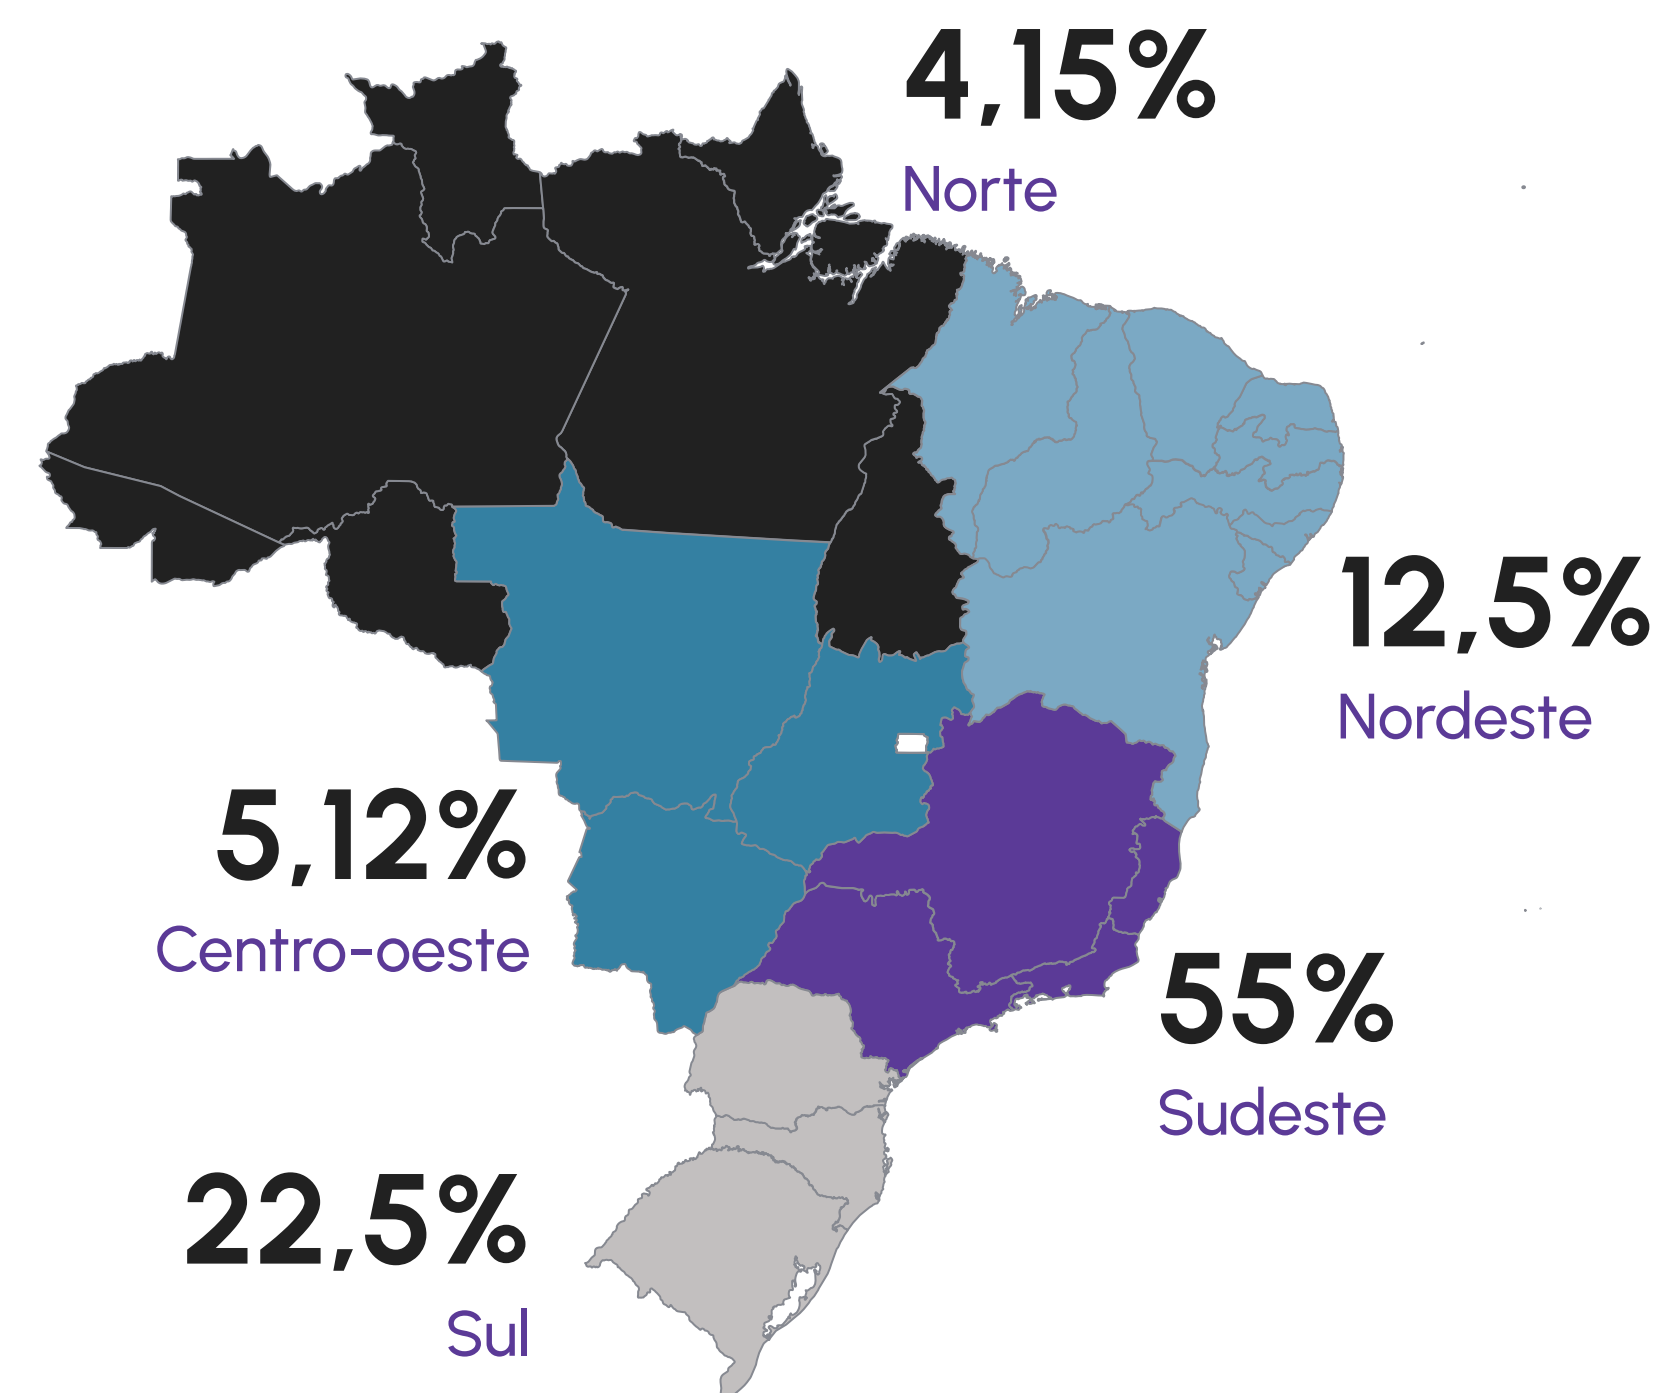 4,15%
Norte
12,5%
Nordeste
5,12%
Centro-oeste
55%
Sudeste
22,5%
Sul